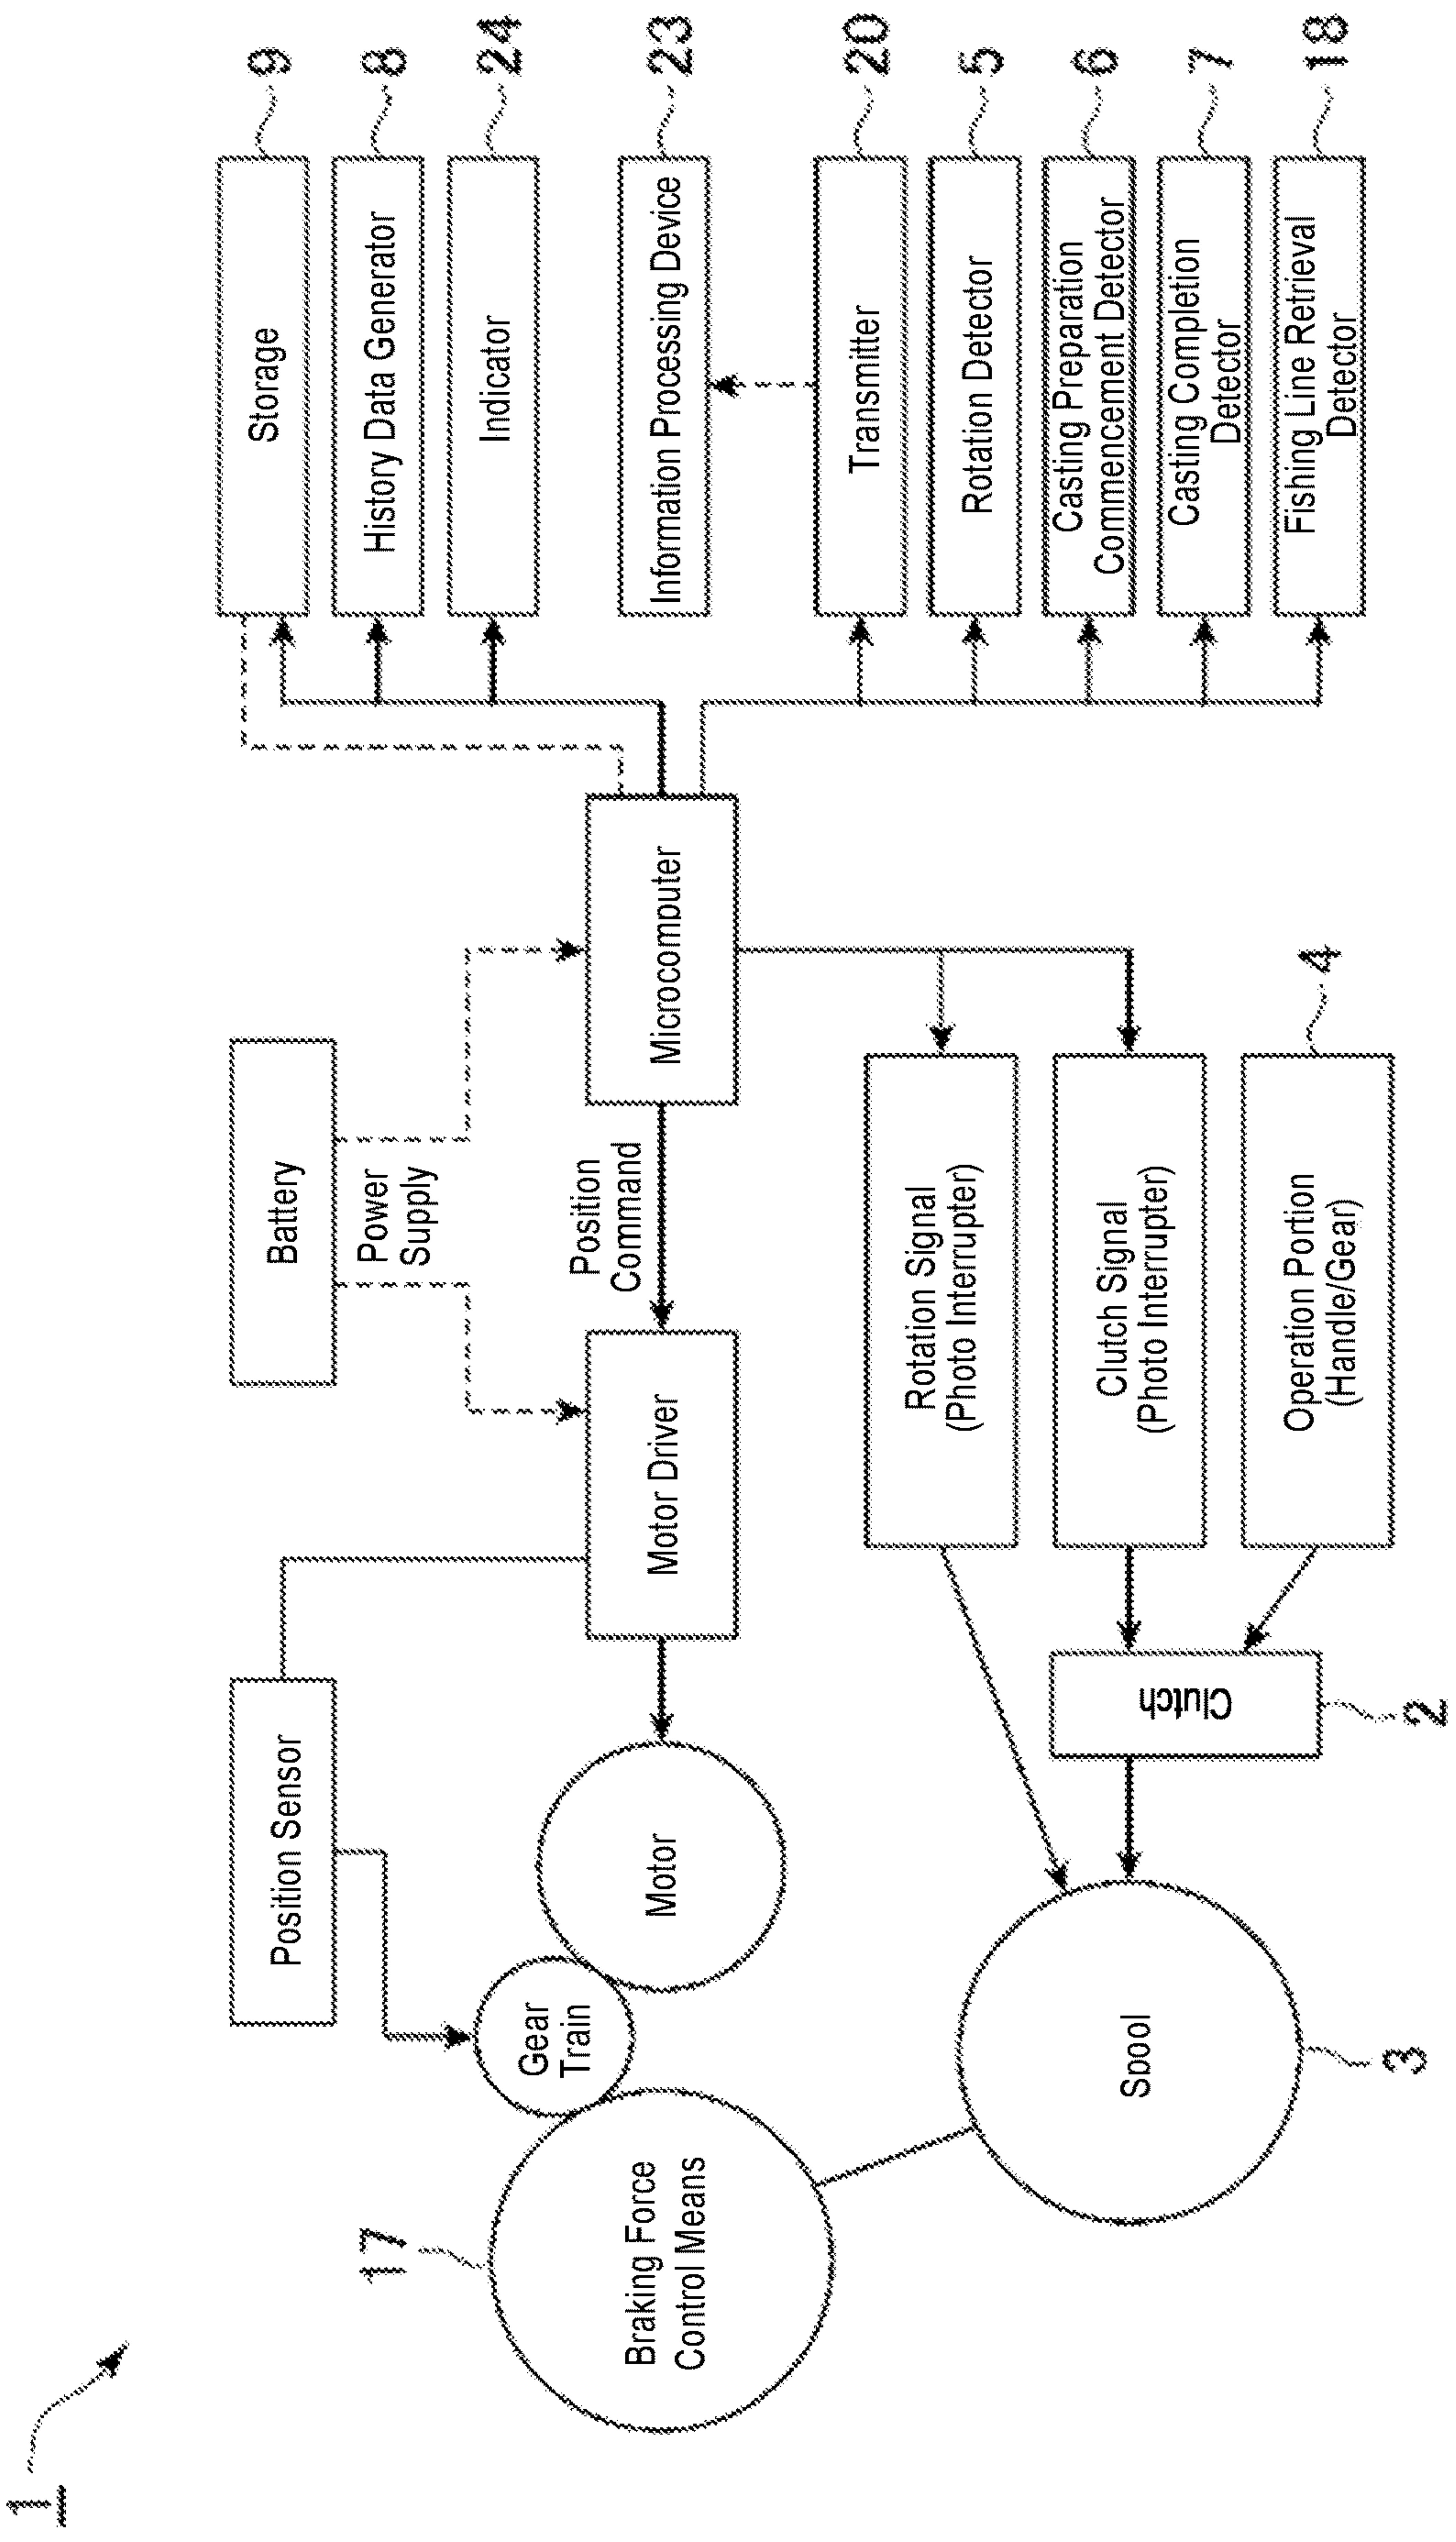 1
17
Braking Force
Control Means
Gear
Train
Motor
Position Sensor
Motor Driver
Battery
Power
Supply
Position
Command
Microcomputer
Storage
9
History Data Generator
8
Indicator
24
Information Processing Device
23
Transmitter
20
Rotation Detector
5
Casting Preparation
Commencement Detector
6
Casting Completion
Detector
7
Fishing Line Retrieval
Detector
18
Spool
3
Clutch
2
Rotation Signal
(Photo Interrupter)
Clutch Signal
(Photo Interrupter)
Operation Portion
(Handle/Gear)
4